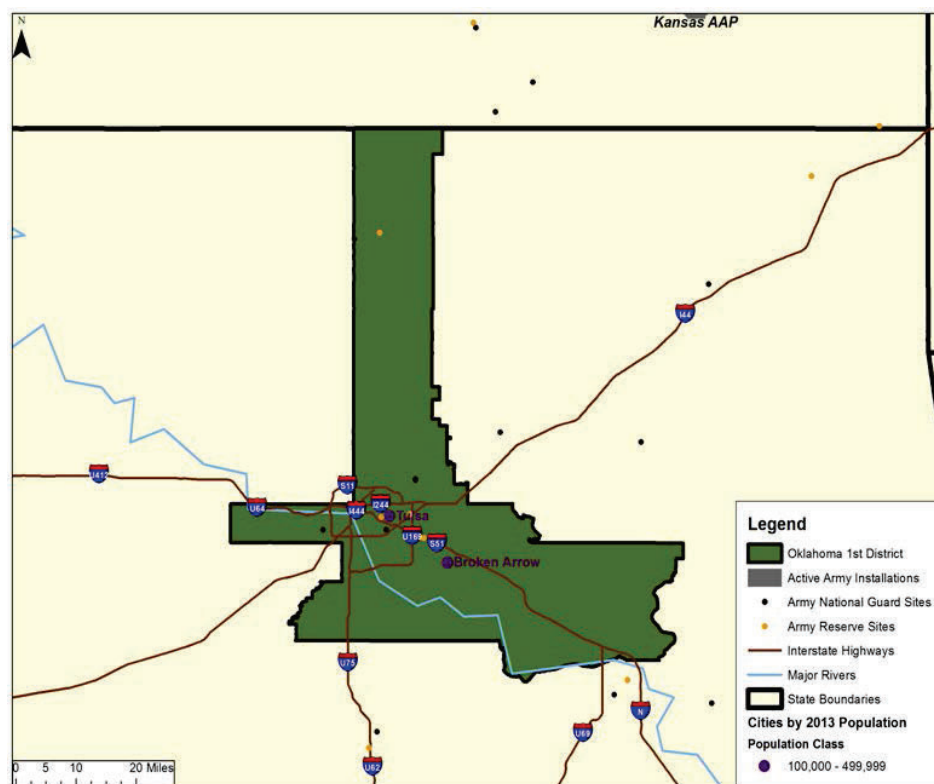 N
Kansas AAP
I44
U412
S11
U64
I444
I244
Tulsa
U169
S51
Broken Arrow
U75
N
U69
U62
0 5 10 20 Miles
Legend
Oklahoma 1st District
Active Army Installations
Army National Guard Sites
Army Reserve Sites
Interstate Highways
Major Rivers
State Boundaries
Cities by 2013 Population
Population Class
100,000 - 499,999